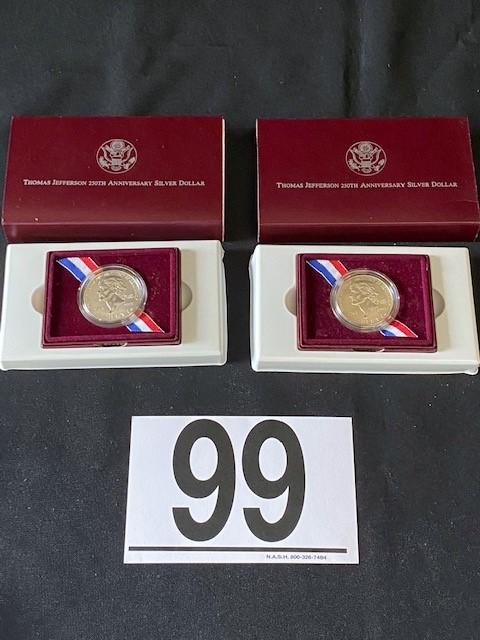 THOMAS JEFFERSON 250TH ANNIVERSARY SILVER DOLLAR
THOMAS JEFFERSON 250TH ANNIVERSARY SILVER DOLLAR
99
N.A.S.H. 800-326-7484